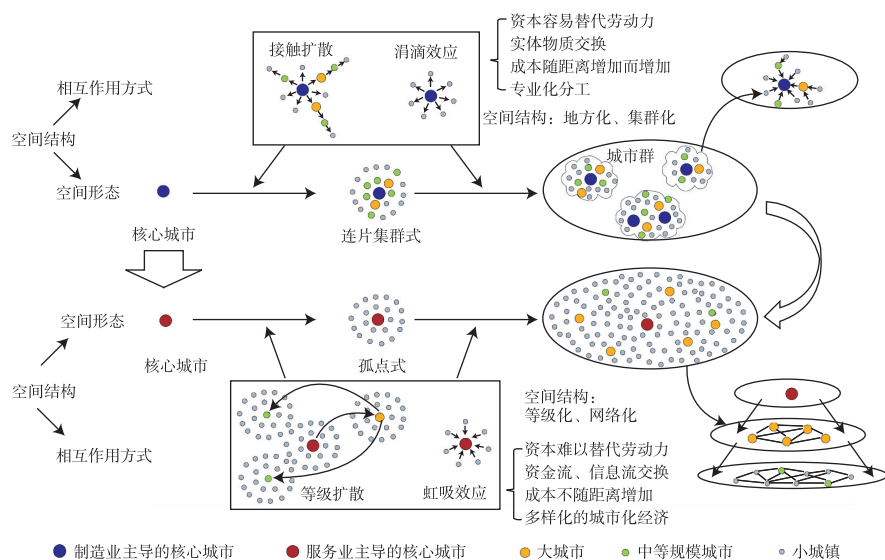 接触扩散
涓滴效应
资本容易替代劳动力
实体物质交换
成本随距离增加而增加
专业化分工
空间结构：地方化、集群化
相互作用方式
空间结构
空间形态
核心城市
连片集群式
城市群
空间形态
核心城市
孤点式
空间结构
相互作用方式
等级扩散
虹吸效应
空间结构：
等级化、网络化
资本难以替代劳动力
资金流、信息流交换
成本不随距离增加
多样化的城市化经济
制造业主导的核心城市
服务业主导的核心城市
大城市
中等规模城市
小城镇